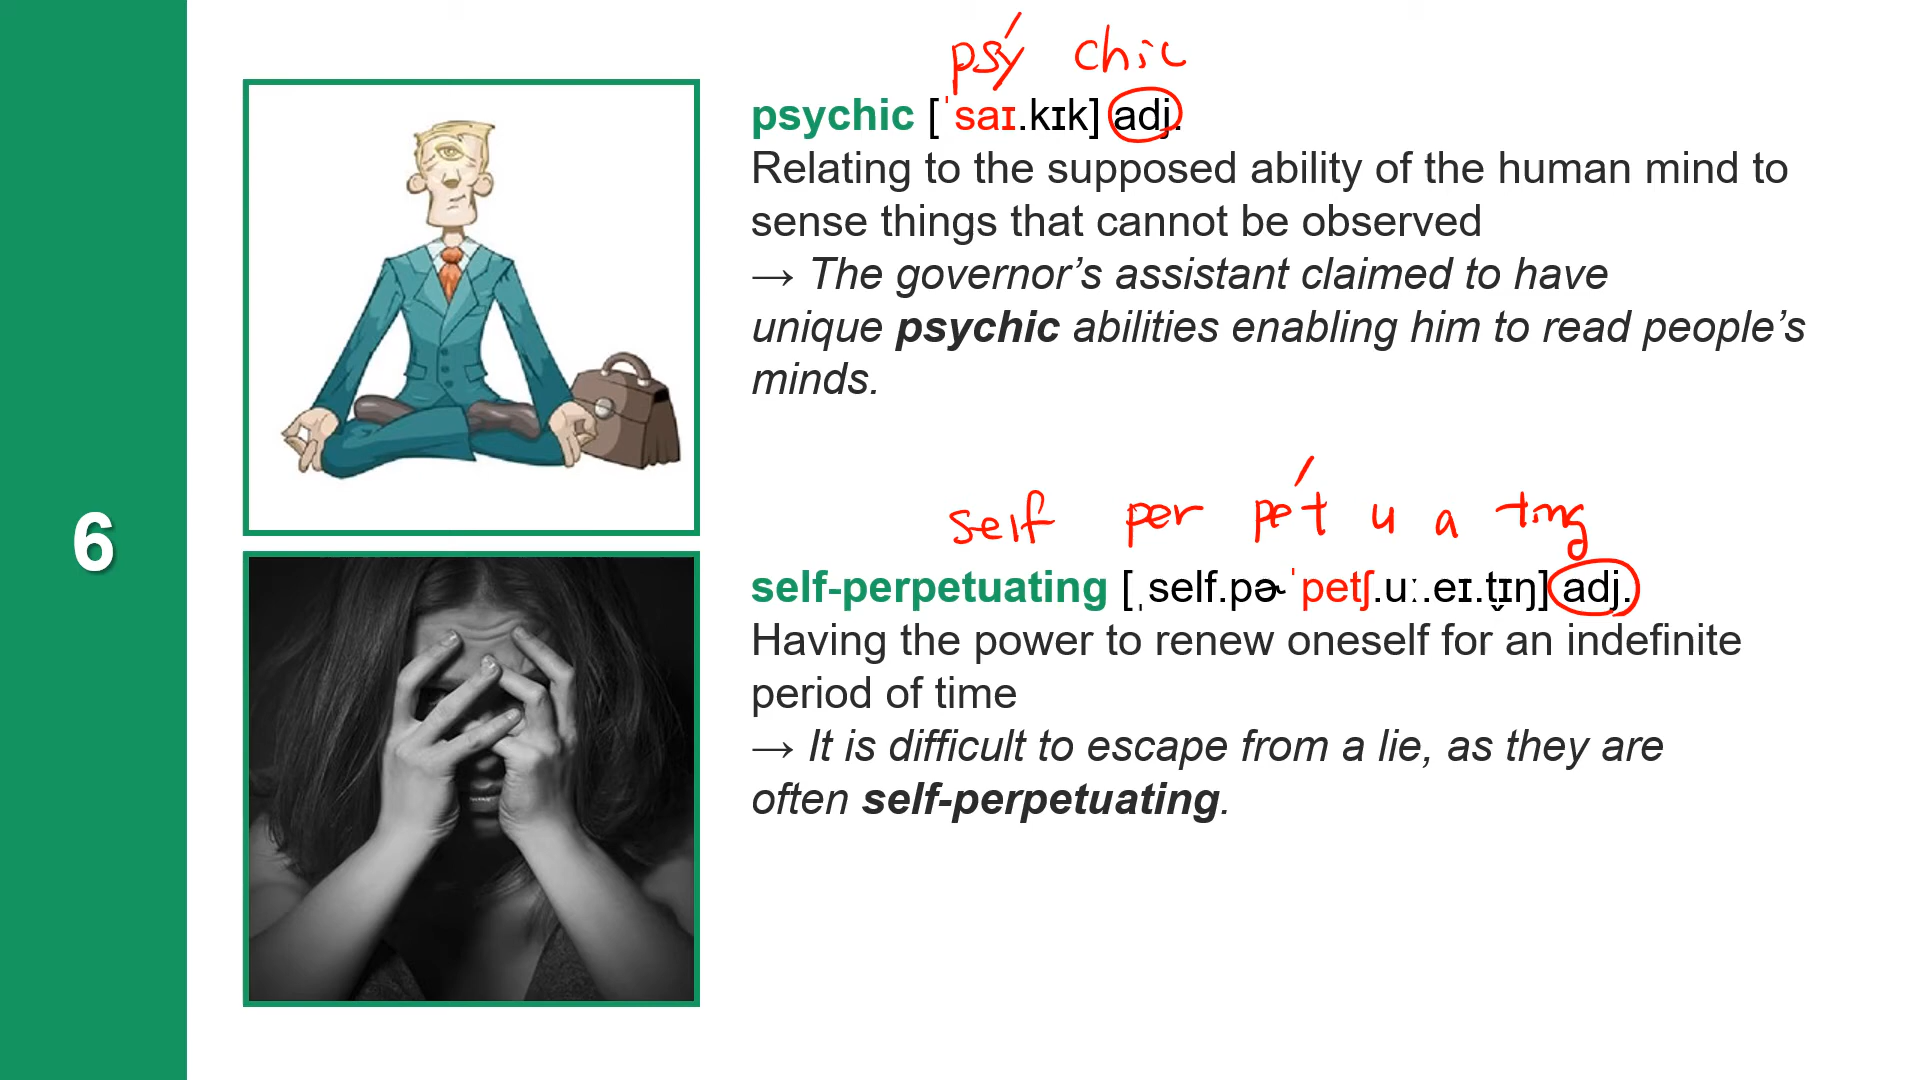 psý chic
psychic [ˈsaɪ.kɪk] adj.
Relating to the supposed ability of the human mind to
sense things that cannot be observed
→ The governor’s assistant claimed to have
unique psychic abilities enabling him to read people’s
minds.
self per pét u a ting
6
self-perpetuating [ˌself.pɚˈpetʃ.uː.eɪ.t̬ɪŋ] adj.
Having the power to renew oneself for an indefinite
period of time
→ It is difficult to escape from a lie, as they are
often self-perpetuating.